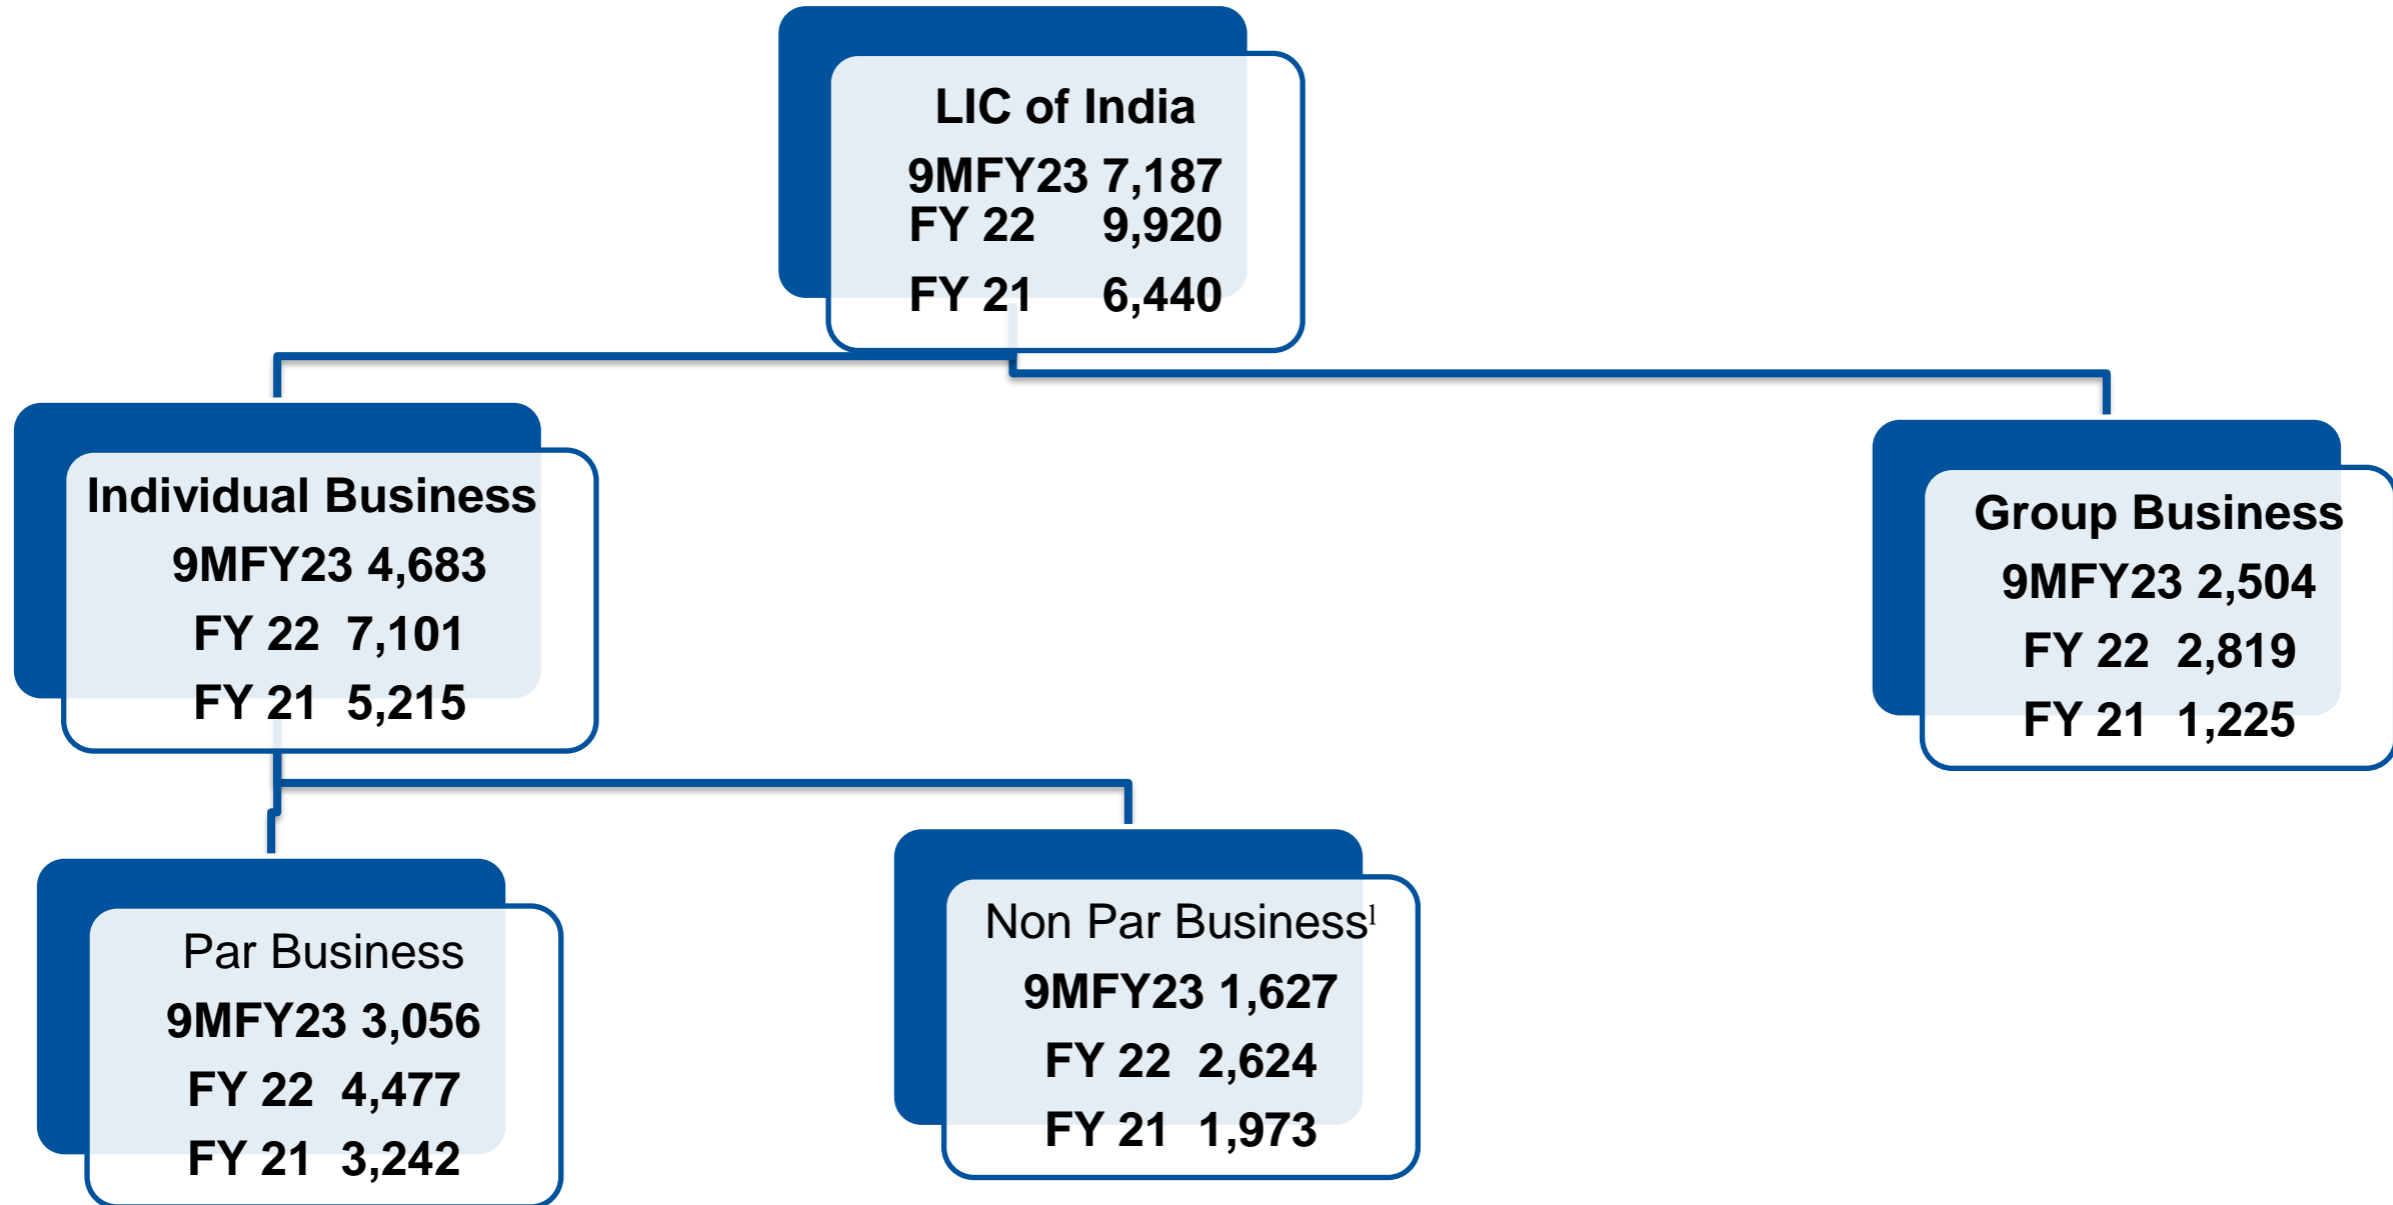 LIC of India
9MFY23 7,187
FY 22 9,920
FY 21 6,440
Individual Business
9MFY23 4,683
FY 22 7,101
FY 21 5,215
Group Business
9MFY23 2,504
FY 22 2,819
FY 21 1,225
Par Business
9MFY23 3,056
FY 22 4,477
FY 21 3,242
Non Par Business¹
9MFY23 1,627
FY 22 2,624
FY 21 1,973